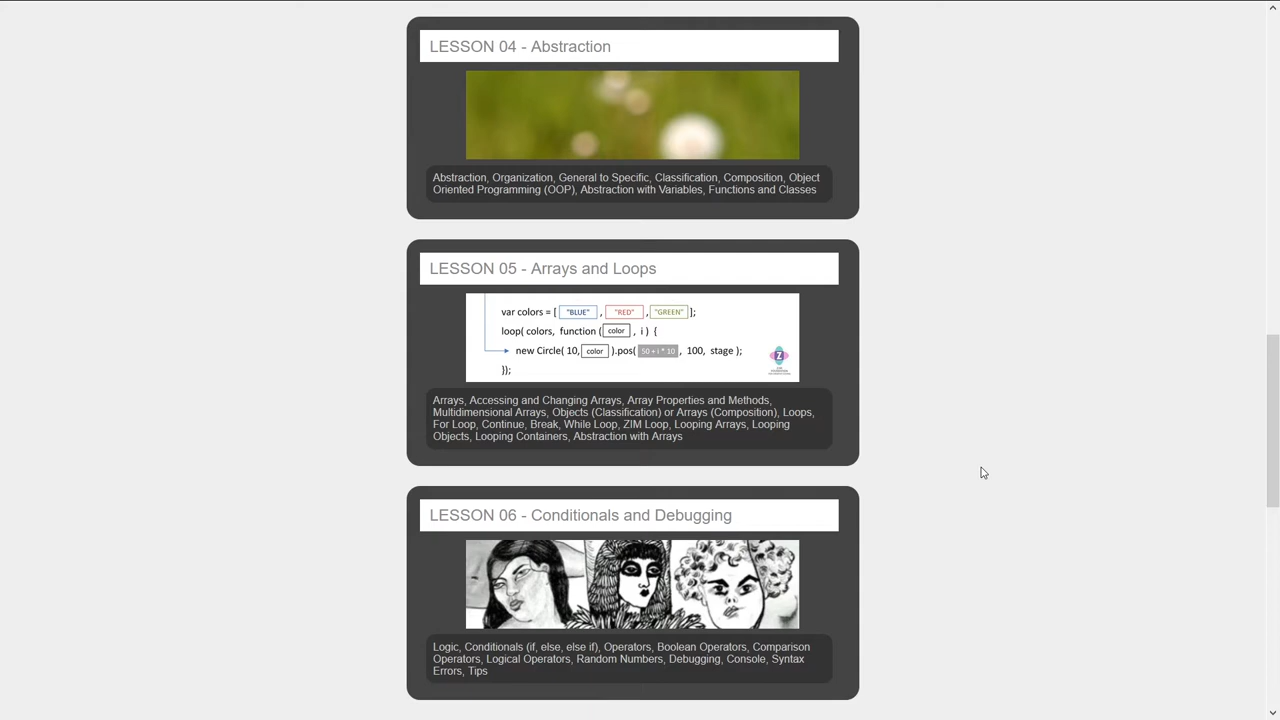 LESSON 04 - Abstraction
Abstraction, Organization, General to Specific, Classification, Composition, Object
Oriented Programming (OOP), Abstraction with Variables, Functions and Classes
LESSON 05 - Arrays and Loops
var colors = [ "BLUE" , "RED" , "GREEN" ];
loop( colors, function ( color , i ) {
new Circle( 10, color ).pos( 50 + i * 10 , 100, stage );
});
Z
Arrays, Accessing and Changing Arrays, Array Properties and Methods,
Multidimensional Arrays, Objects (Classification) or Arrays (Composition), Loops,
For Loop, Continue, Break, While Loop, ZIM Loop, Looping Arrays, Looping
Objects, Looping Containers, Abstraction with Arrays
LESSON 06 - Conditionals and Debugging
Logic, Conditionals (if, else, else if), Operators, Boolean Operators, Comparison
Operators, Logical Operators, Random Numbers, Debugging, Console, Syntax
Errors, Tips